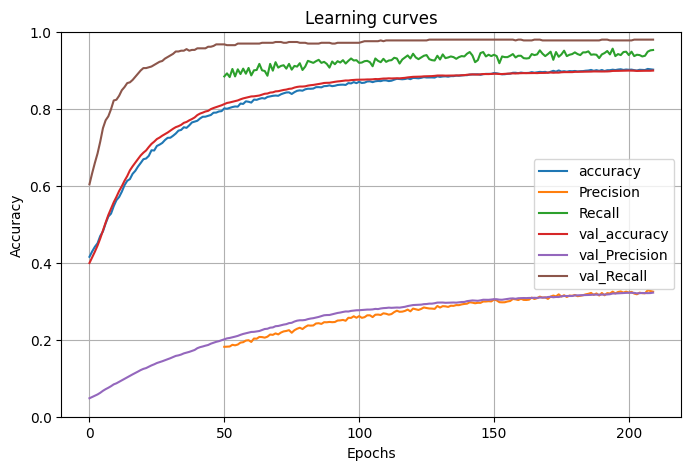 Learning curves
Accuracy
1.0
0.8
0.6
0.4
0.2
0.0
accuracy
Precision
Recall
val_accuracy
val_Precision
val_Recall
0 50 100 150 200
Epochs